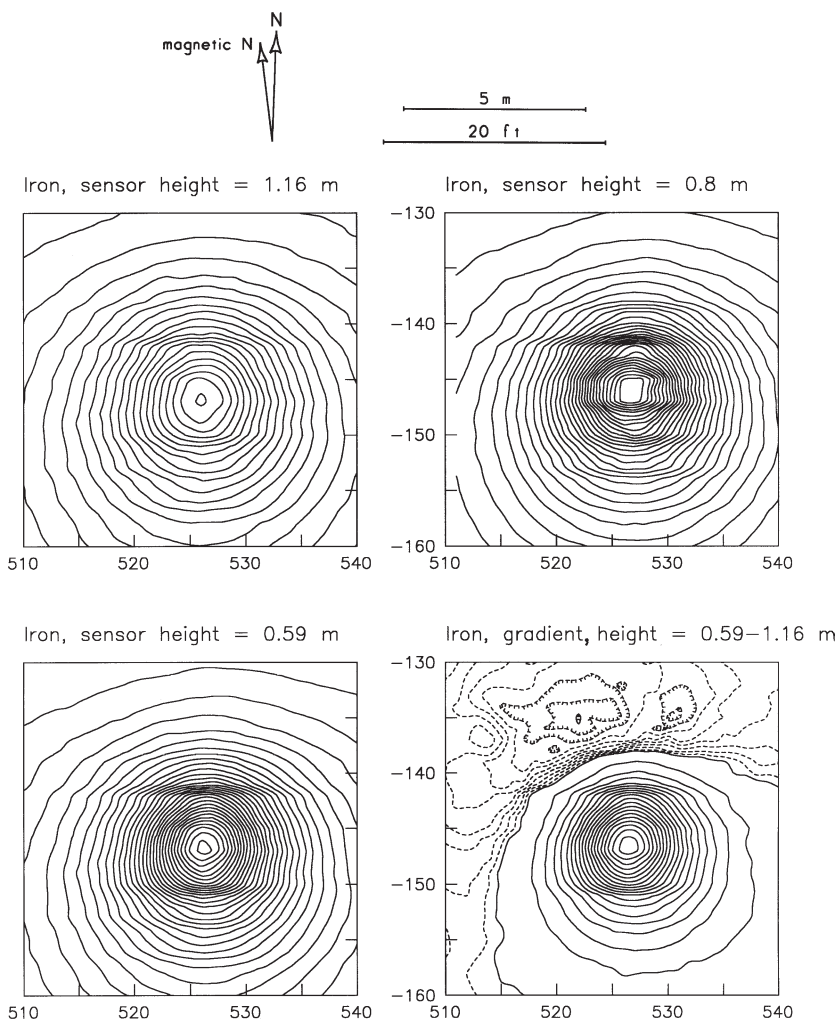 N
magnetic N
5 m
20 ft
Iron, sensor height = 1.16 m
Iron, sensor height = 0.8 m
-130
-140
-150
-160
510 520 530 540
510 520 530 540
Iron, sensor height = 0.59 m
Iron, gradient, height = 0.59-1.16 m
-130
-140
-150
-160
510 520 530 540
510 520 530 540